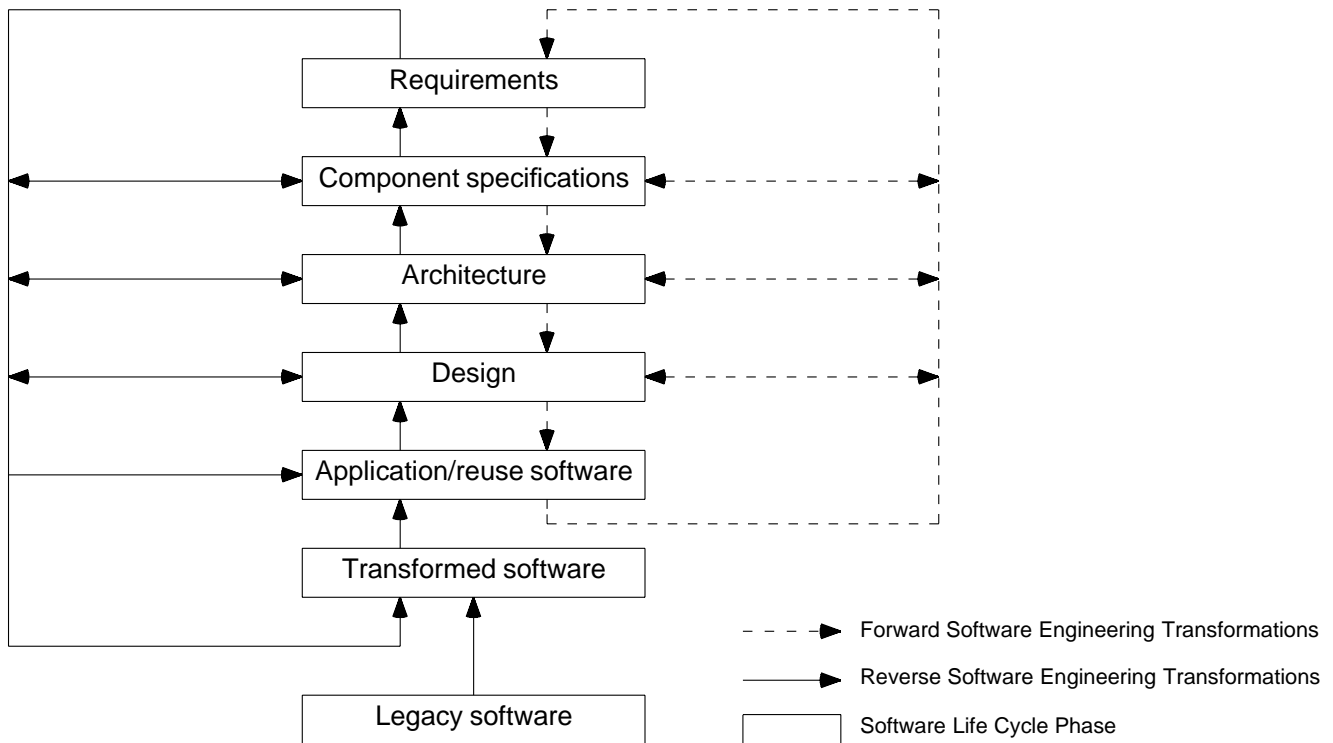 Requirements
Component specifications
Architecture
Design
Application/reuse software
Transformed software
Legacy software
Forward Software Engineering Transformations
Reverse Software Engineering Transformations
Software Life Cycle Phase